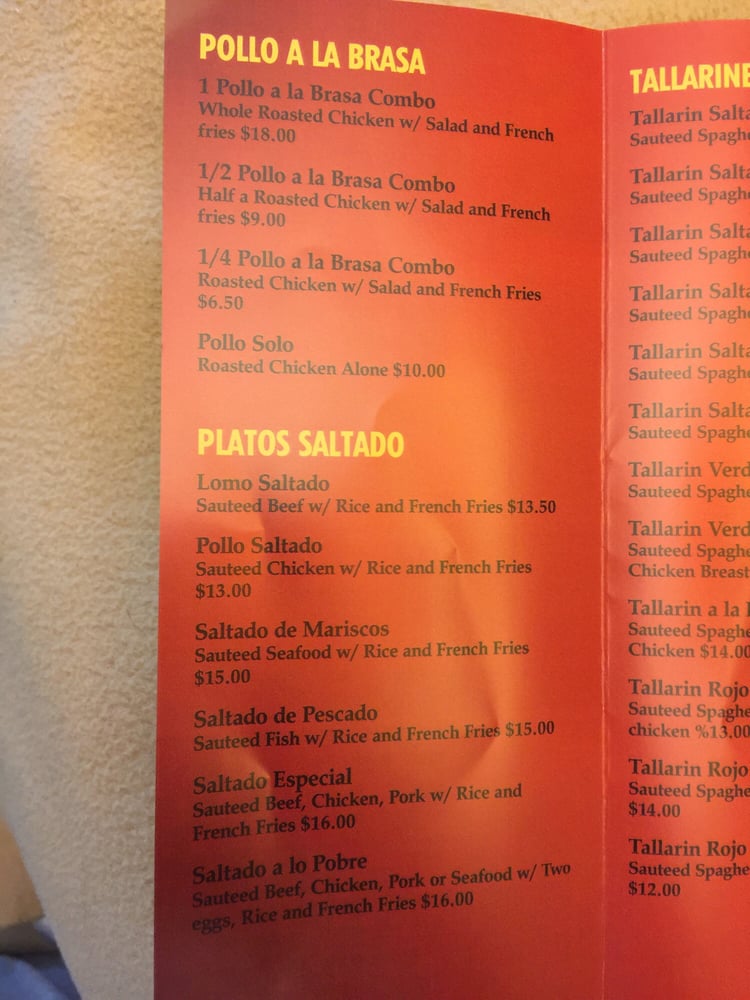 POLLO A LA BRASA
1 Pollo a la Brasa Combo
Whole Roasted Chicken w/ Salad and French
fries $18.00
1/2 Pollo a la Brasa Combo
Half a Roasted Chicken w/ Salad and French
fries $9.00
1/4 Pollo a la Brasa Combo
Roasted Chicken w/ Salad and French Fries
$6.50
Pollo Solo
Roasted Chicken Alone $10.00
PLATOS SALTADO
Lomo Saltado
Sauteed Beef w/ Rice and French Fries $13.50
Pollo Saltado
Sauteed Chicken w/ Rice and French Fries
$13.00
Saltado de Mariscos
Sauteed Seafood w/ Rice and French Fries
$15.00
Saltado de Pescado
Sauteed Fish w/ Rice and French Fries $15.00
Saltado Especial
Sauteed Beef, Chicken, Pork w/ Rice and
French Fries $16.00
Saltado a lo Pobre
Sauteed Beef, Chicken, Pork or Seafood w/ Two
eggs, Rice and French Fries $16.00
TALLARINE
Tallarin Salta
Sauteed Spaghe
Tallarin Salta
Sauteed Spaghe
Tallarin Salta
Sauteed Spaghe
Tallarin Salta
Sauteed Spaghe
Tallarin Salta
Sauteed Spaghe
Tallarin Salta
Sauteed Spaghe
Tallarin Verd
Sauteed Spaghe
Tallarin Verd
Sauteed Spaghe
Chicken Breast
Tallarin a la
Sauteed Spaghe
Chicken $14.00
Tallarin Rojo
Sauteed Spaghe
chicken %13.00
Tallarin Rojo
Sauteed Spaghe
$14.00
Tallarin Rojo
Sauteed Spaghe
$12.00